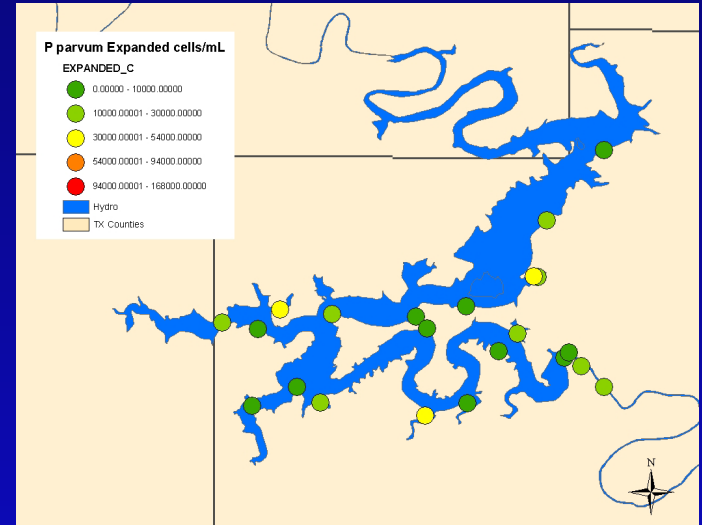 P parvum Expanded cells/mL
EXPANDED_C
0.00000 - 10000.00000
10000.00001 - 30000.00000
30000.00001 - 54000.00000
54000.00001 - 94000.00000
94000.00001 - 168000.00000
Hydro
TX Counties
N